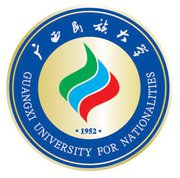 广西民族大学
GUANGXI UNIVERSITY FOR NATIONALITIES
·1952·